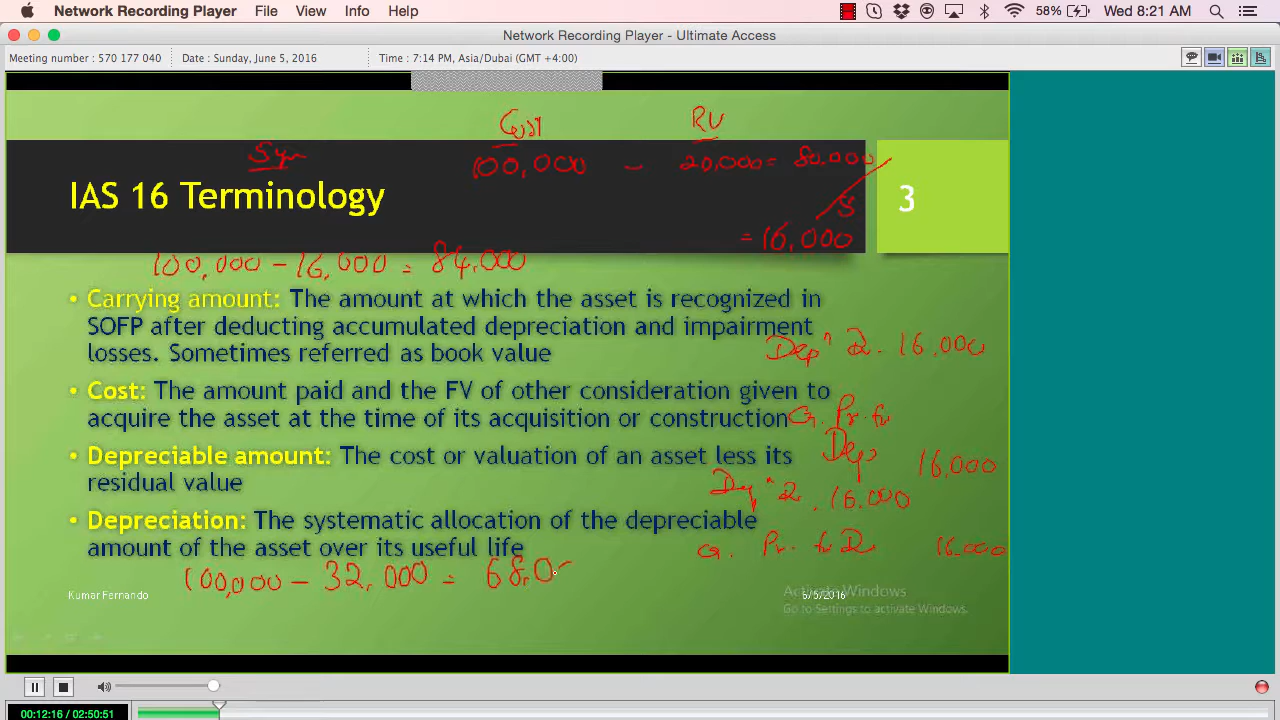 Network Recording Player File View Info Help 58% Wed 8:21 AM
Network Recording Player - Ultimate Access
Meeting number : 570 177 040 Date : Sunday, June 5, 2016 Time : 7:14 PM, Asia/Dubai (GMT +4:00)
Cost RV
5yr 100,000 - 20,000 = 80,000
IAS 16 Terminology 5 3
= 16,000
100,000 - 16,000 = 84,000
• Carrying amount: The amount at which the asset is recognized in
SOFP after deducting accumulated depreciation and impairment
losses. Sometimes referred as book value
Dep 16,000
• Cost: The amount paid and the FV of other consideration given to
acquire the asset at the time of its acquisition or construction
Cr. Pr. for
Dep 16,000
• Depreciable amount: The cost or valuation of an asset less its
residual value
Dep 16.000
• Depreciation: The systematic allocation of the depreciable
amount of the asset over its useful life
Cr. Pr. for 16.000
100,000 - 32,000 = 68,0
Kumar Fernando 6/5/2016
Activate Windows
Go to Settings to activate Windows.
00:12:16 / 02:50:51